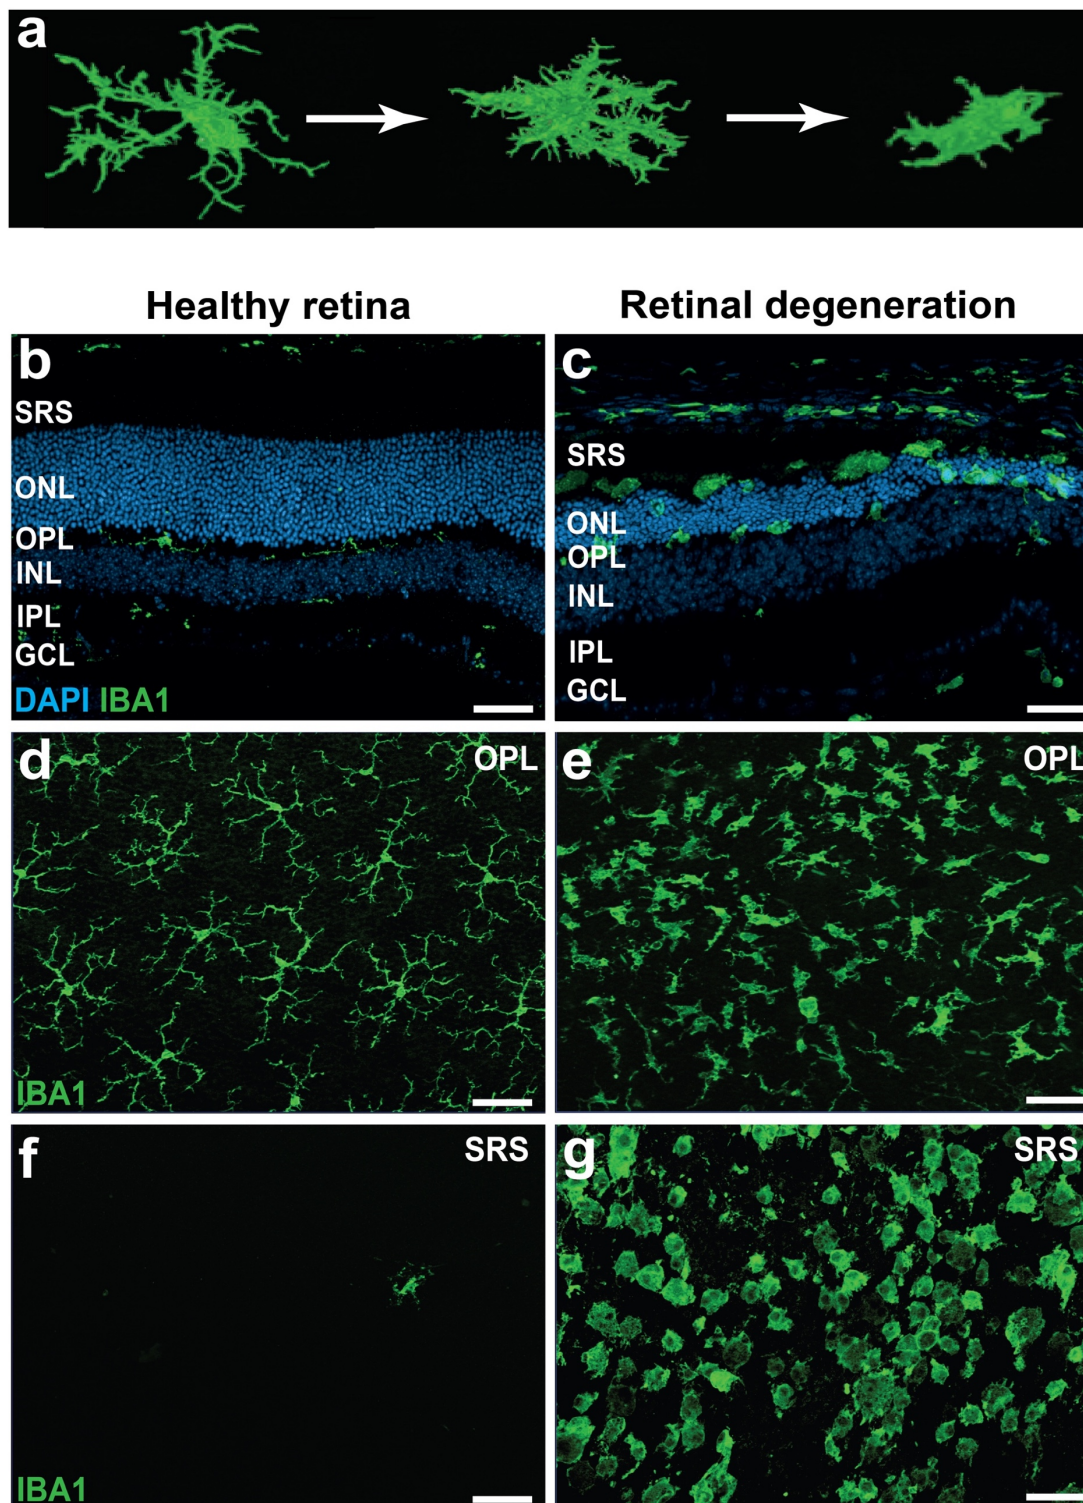 a
Healthy retina
Retinal degeneration
b
SRS
ONL
OPL
INL
IPL
GCL
DAPI IBA1
c
SRS
ONL
OPL
INL
IPL
GCL
d
OPL
IBA1
e
OPL
f
SRS
IBA1
g
SRS